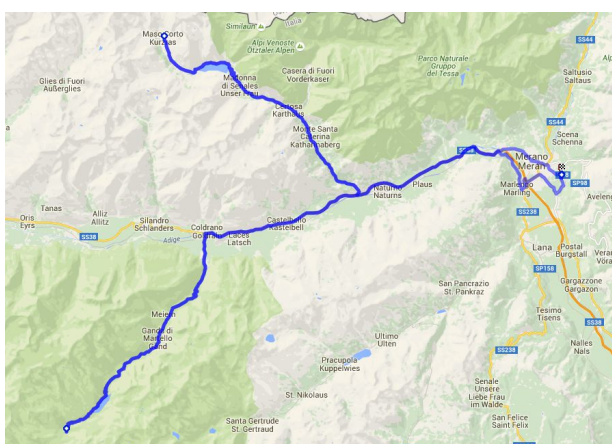 Similaun
SS44
Maso Corto
Kurzras
Alpi Venoste
Ötztaler Alpen
Parco Naturale
Gruppo
del Tessa
Casera di Fuori
Vorderkaser
Saltusio
Saltaus
Glies di Fuori
Außerglies
Madonna
di Senales
Unser Frau
Certosa
Karthaus
SS44
Monte Santa
Caterina
Katharinaberg
Scena
Schenna
Merano
Meran
SP98
Marlengo
Marling
Avelengo
Naturno
Naturns
Plaus
Tanas
Oris
Eyrs
Alliz
Allitz
Silandro
Schlanders
Coldrano
Goldrain
Laces
Latsch
Castelbello
Kastelbell
SS38
Adige
SS238
Lana
Postal
Burgstall
SP158
Gargazzone
Gargazon
San Pancrazio
St. Pankraz
Meiern
Ganda di
Martello
Gand
Tesimo
Tisens
SS38
Ultimo
Ulten
SS238
Nalles
Nals
Pracupola
Kuppelwies
Senale
Unsere
Liebe Frau
im Walde
St. Nikolaus
Santa Gertrude
St. Gertraud
San Felice
Saint Felix